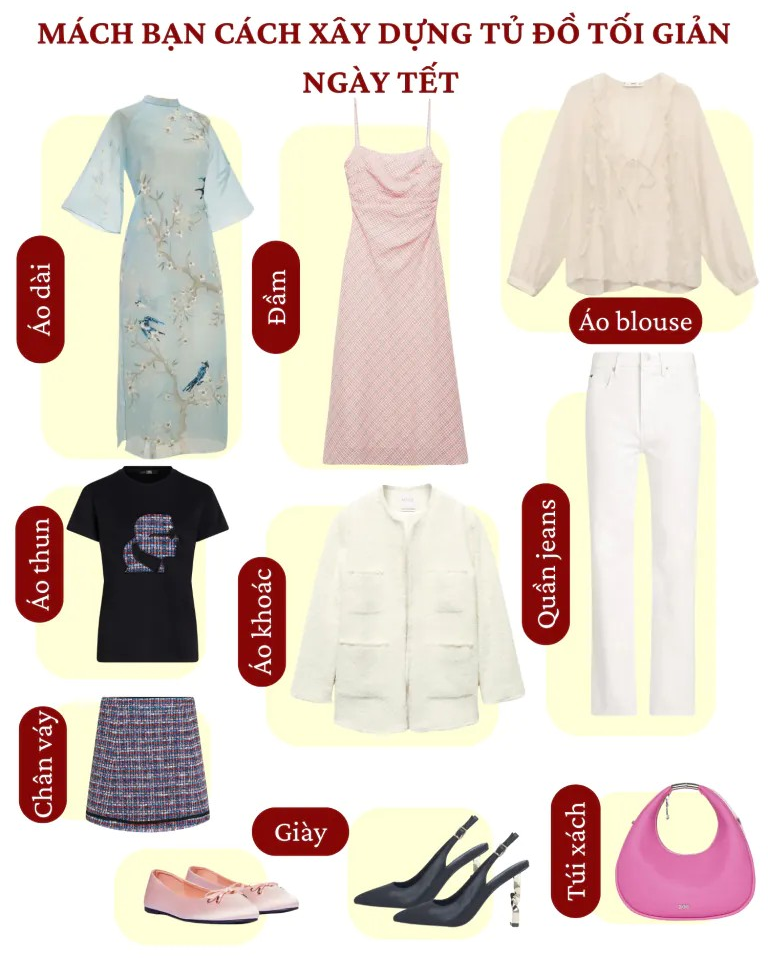 MÁCH BẠN CÁCH XÂY DỰNG TỦ ĐỒ TỐI GIẢN
NGÀY TẾT
Áo dài
Đầm
Áo blouse
Áo thun
Áo khoác
Quần jeans
Chân váy
Giày
Túi xách